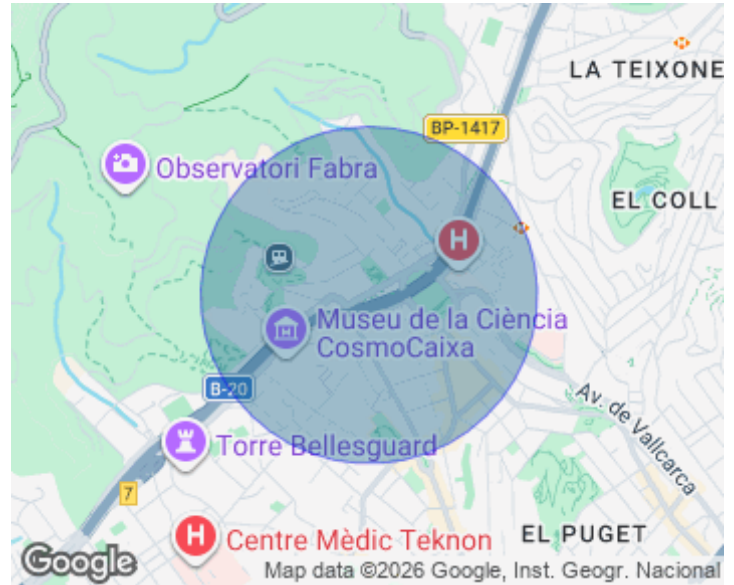 LA TEIXONE
BP-1417
Observatori Fabra
EL COLL
H
Museu de la Ciència
CosmoCaixa
B-20
Av. de Vallcarca
Torre Bellesguard
7
H
Centre Mèdic Teknon
EL PUGET
Google
Map data ©2026 Google, Inst. Geogr. Nacional